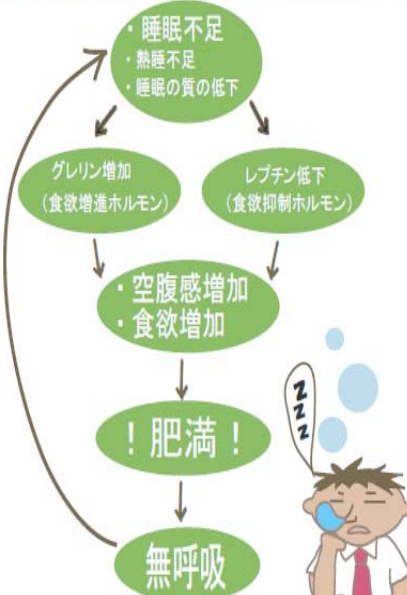 ・睡眠不足
・熟睡不足
・睡眠の質の低下
グレリン増加
（食欲増進ホルモン）
レプチン低下
（食欲抑制ホルモン）
・空腹感増加
・食欲増加
！肥満！
無呼吸
zzz